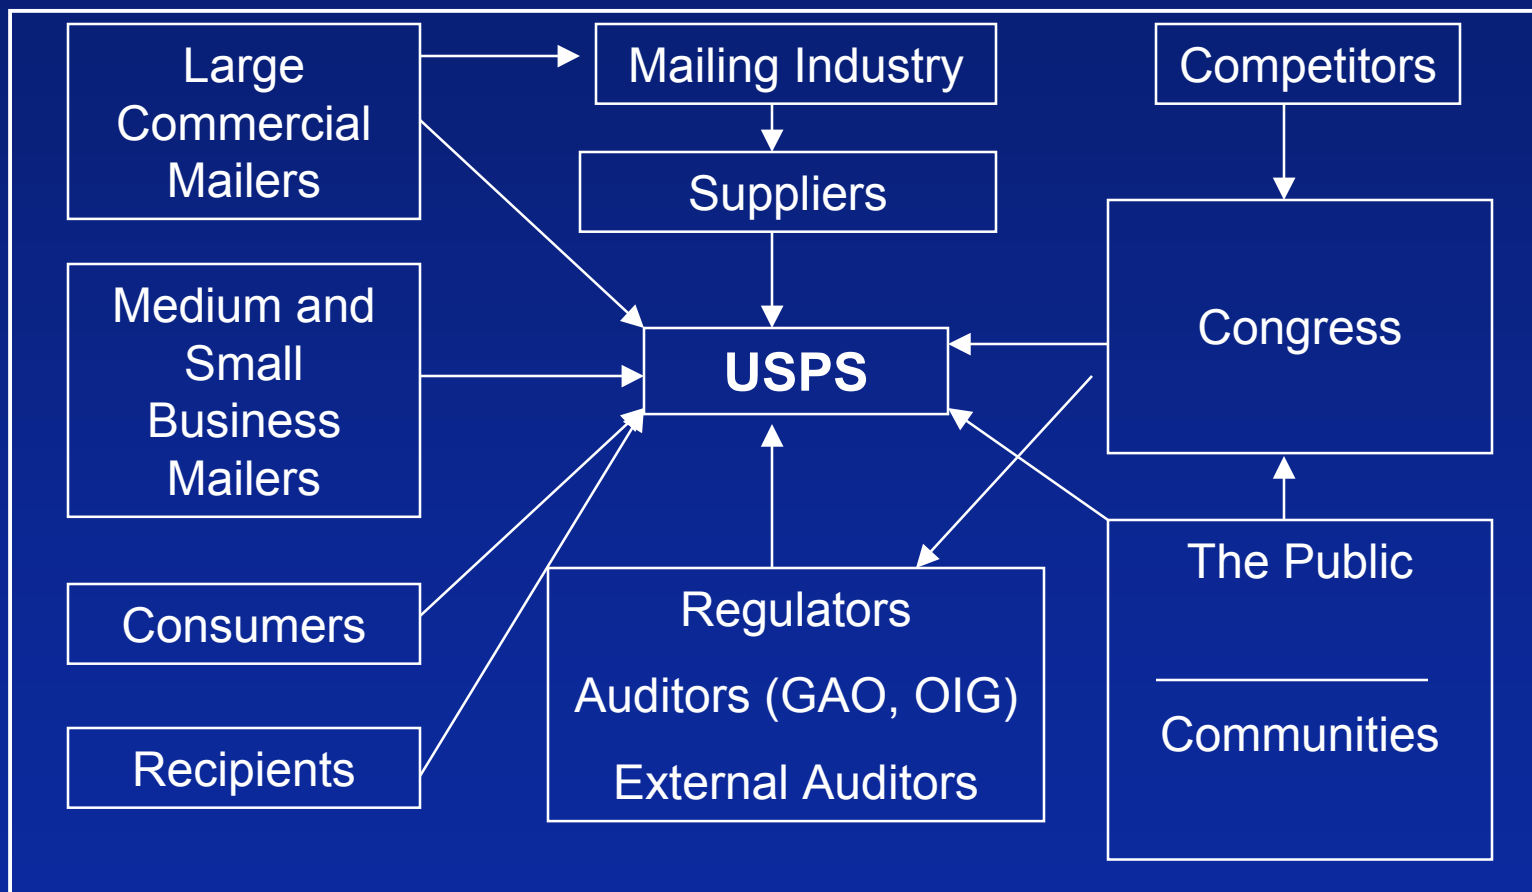 Large
Commercial
Mailers
Mailing Industry
Competitors
Suppliers
Medium and
Small
Business
Mailers
USPS
Congress
Consumers
Recipients
Regulators
Auditors (GAO, OIG)
External Auditors
The Public
Communities